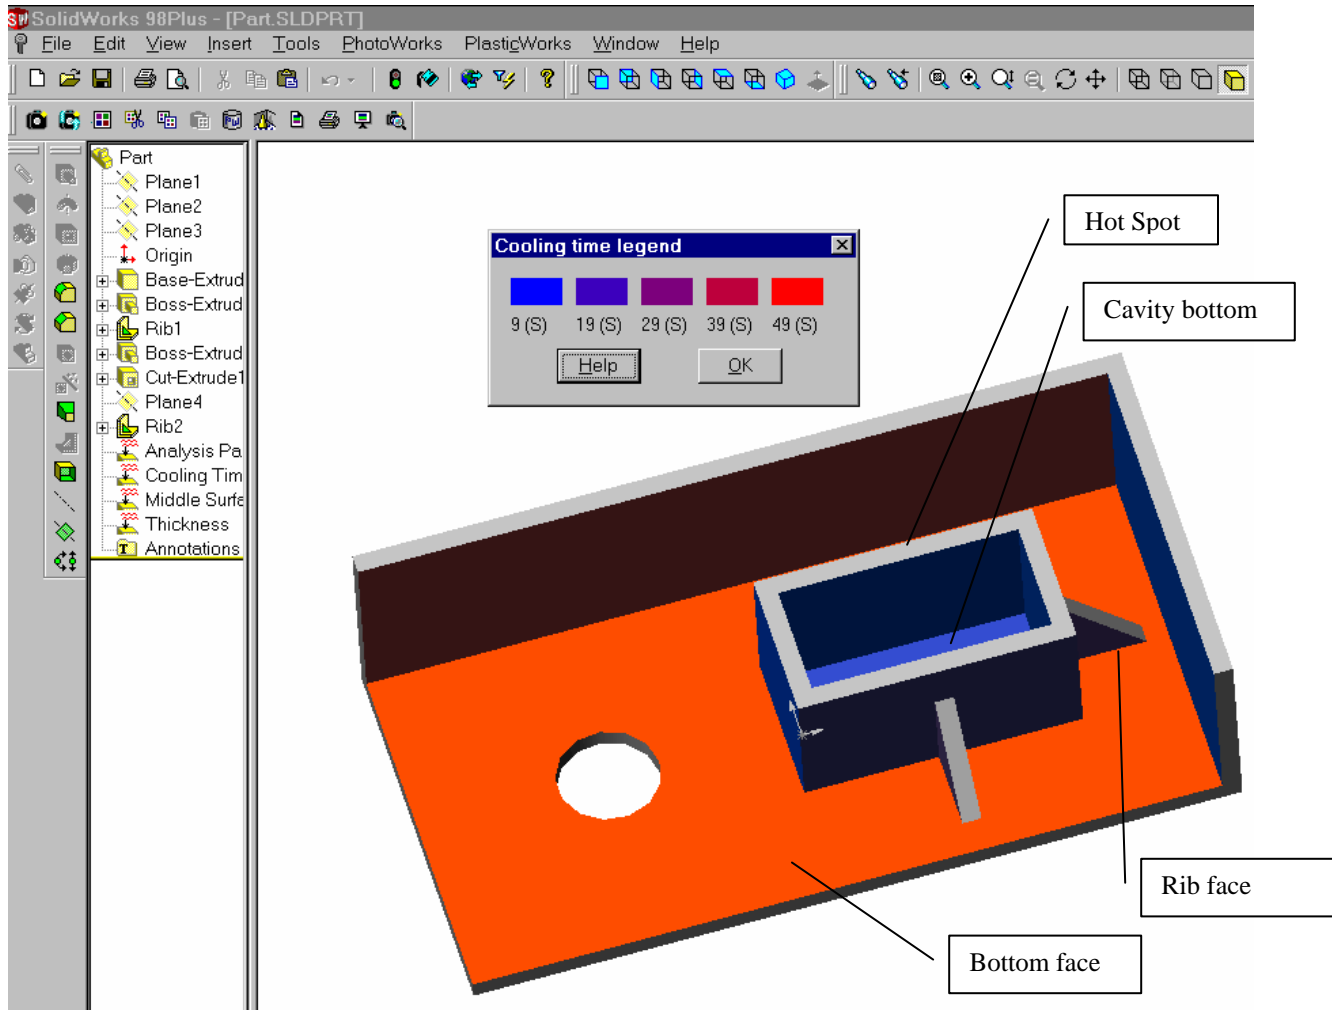 SolidWorks 98Plus - [Part.SLDPRT]
File Edit View Insert Tools PhotoWorks PlasticWorks Window Help
Part
Plane1
Plane2
Plane3
Origin
Base-Extrud
Boss-Extrud
Rib1
Boss-Extrud
Cut-Extrude1
Plane4
Rib2
Analysis Pa
Cooling Tim
Middle Surfa
Thickness
Annotations
Cooling time legend
9 (S) 19 (S) 29 (S) 39 (S) 49 (S)
Help OK
Hot Spot
Cavity bottom
Rib face
Bottom face